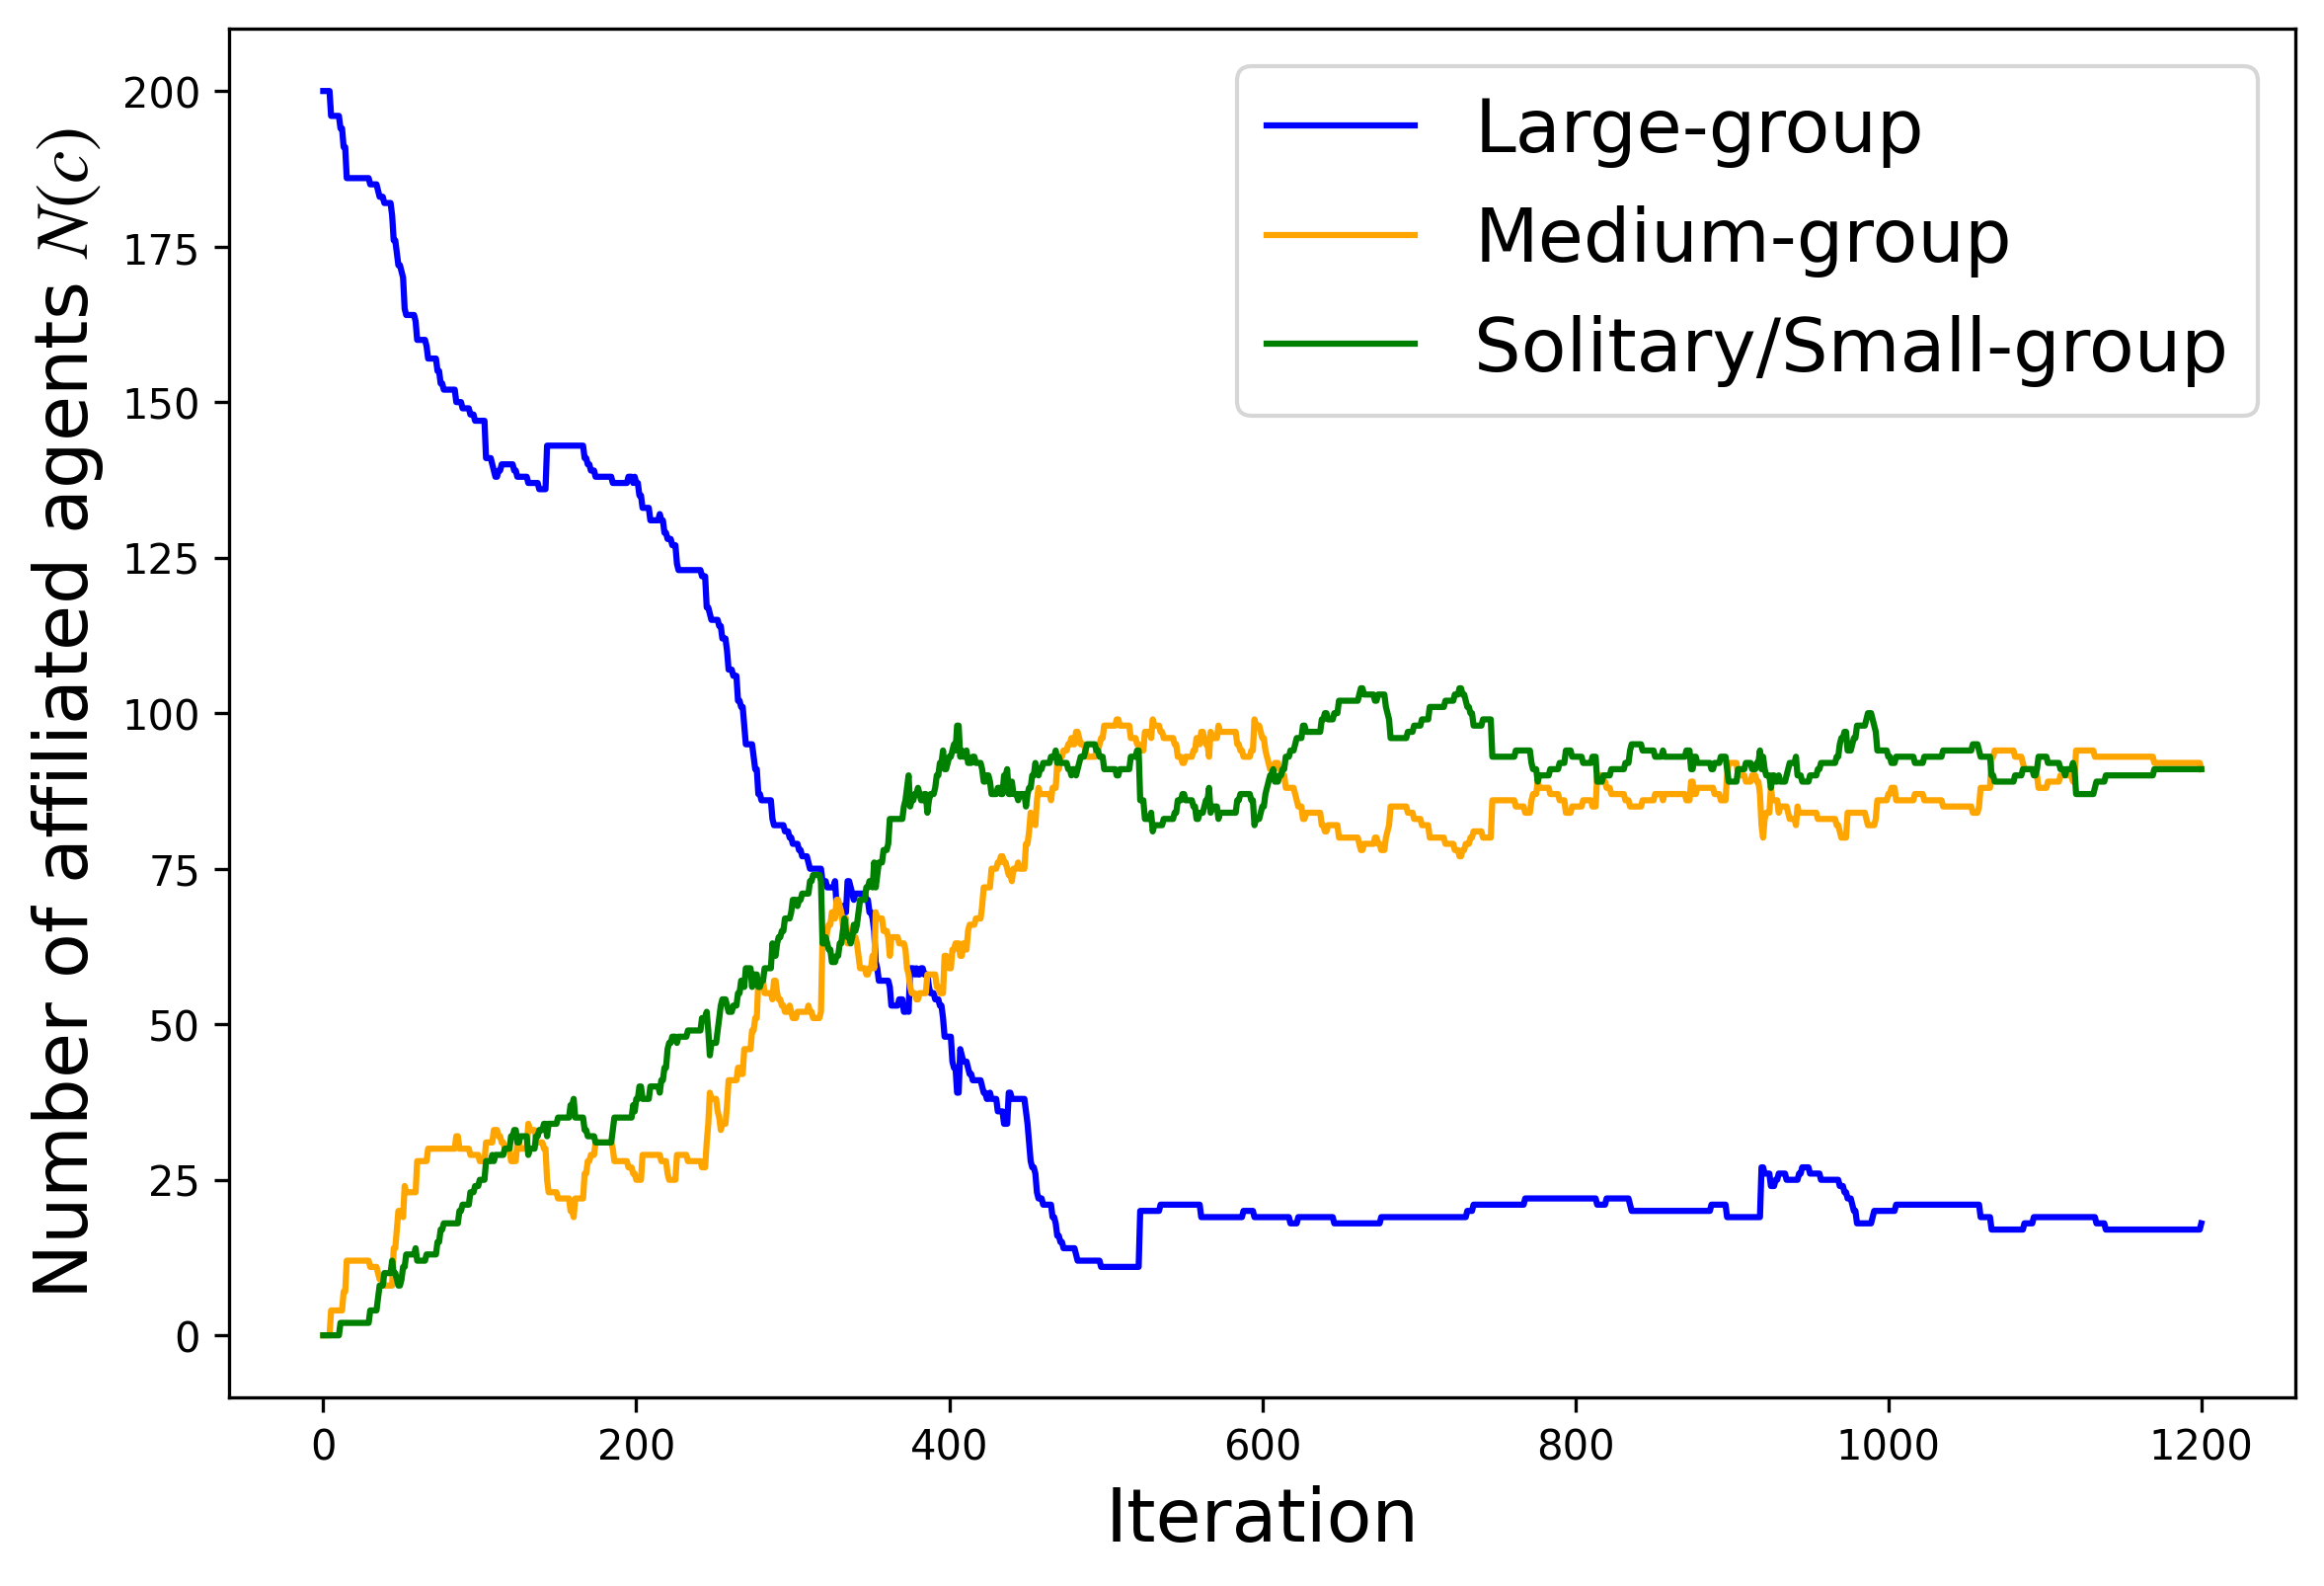 Number of affiliated agents N(c)
200
175
150
125
100
75
50
25
0
Large-group
Medium-group
Solitary/Small-group
0 200 400 600 800 1000 1200
Iteration